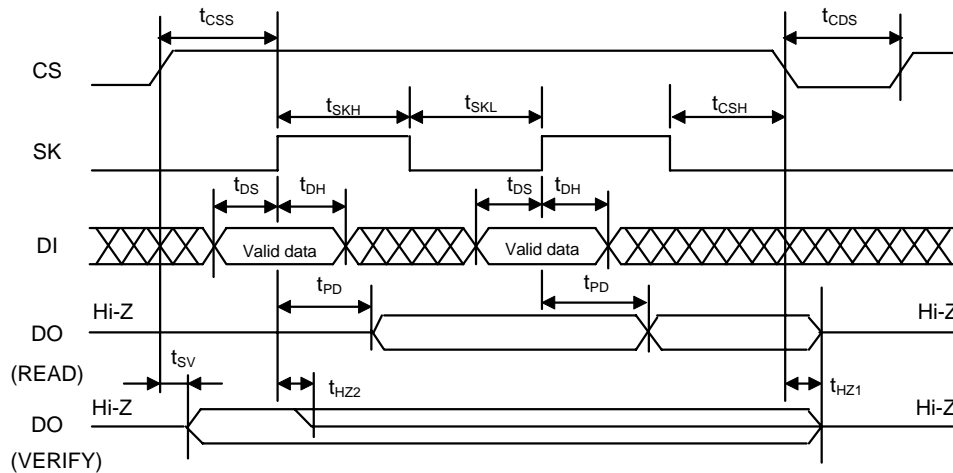 tCSS tCDS
CS
tSKH tSKL tCSH
SK
tDS tDH tDS tDH
DI Valid data Valid data
tPD tPD
Hi-Z Hi-Z
DO
(READ)
tSV tHZ2 tHZ1
Hi-Z Hi-Z
DO
(VERIFY)